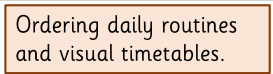 Ordering daily routines
and visual timetables.